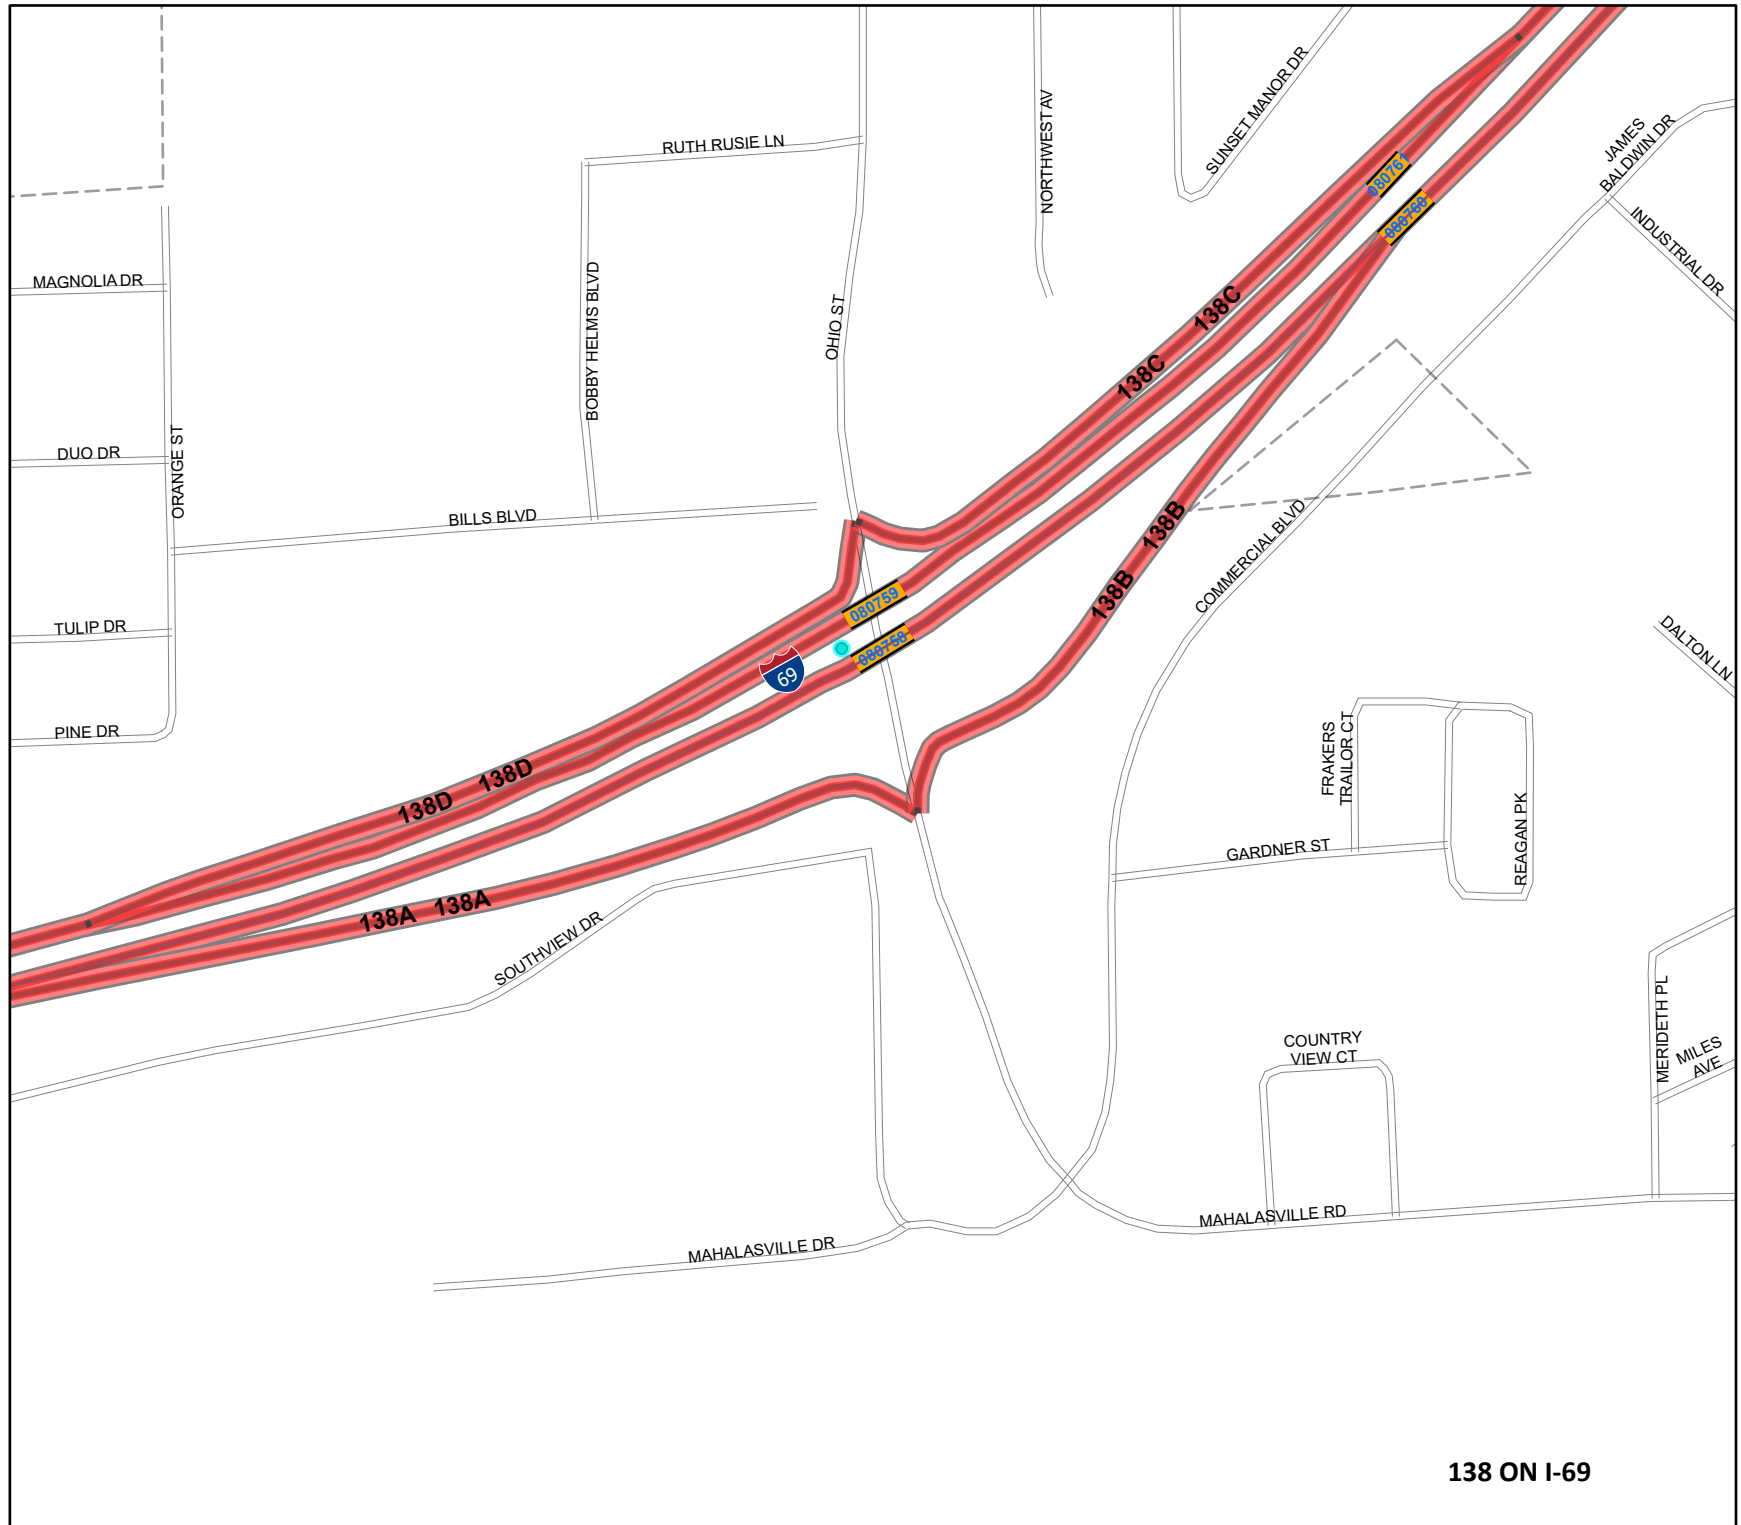 SUNSET MANOR DR
NORTHWEST AV
JAMES
BALDWIN DR
RUTH RUSIE LN
080761
080760
INDUSTRIAL DR
MAGNOLIA DR
BOBBY HELMS BLVD
OHIO ST
138C
138C
DUO DR
ORANGE ST
BILLS BLVD
138B
138B
COMMERCIAL BLVD
080759
080758
69
TULIP DR
DALTON LN
PINE DR
FRAKERS
TRAILOR CT
138D
138D
REAGAN PK
GARDNER ST
138A
138A
SOUTHVIEW DR
MERIDETH PL
COUNTRY
VIEW CT
MILES
AVE
MAHALASVILLE RD
MAHALASVILLE DR
138 ON I-69